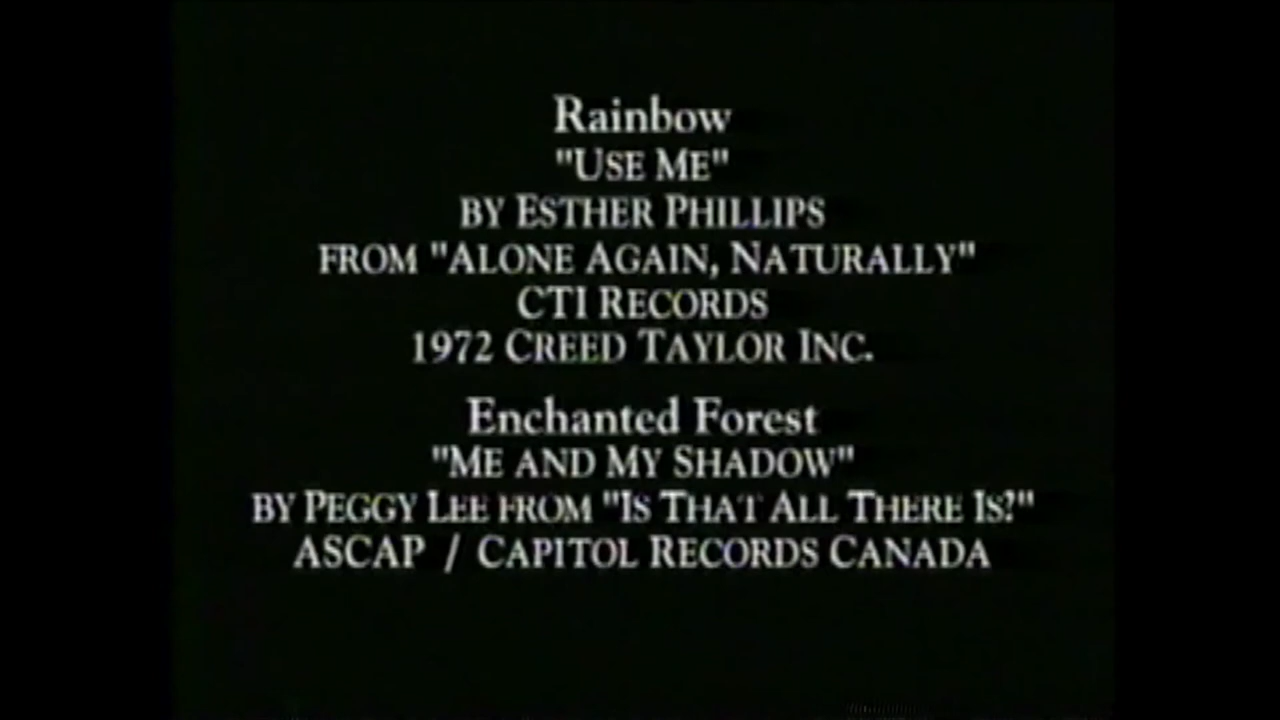 Rainbow
"USE ME"
BY ESTHER PHILLIPS
FROM "ALONE AGAIN, NATURALLY"
CTI RECORDS
1972 CREED TAYLOR INC.
Enchanted Forest
"ME AND MY SHADOW"
BY PEGGY LEE FROM "IS THAT ALL THERE IS?"
ASCAP / CAPITOL RECORDS CANADA